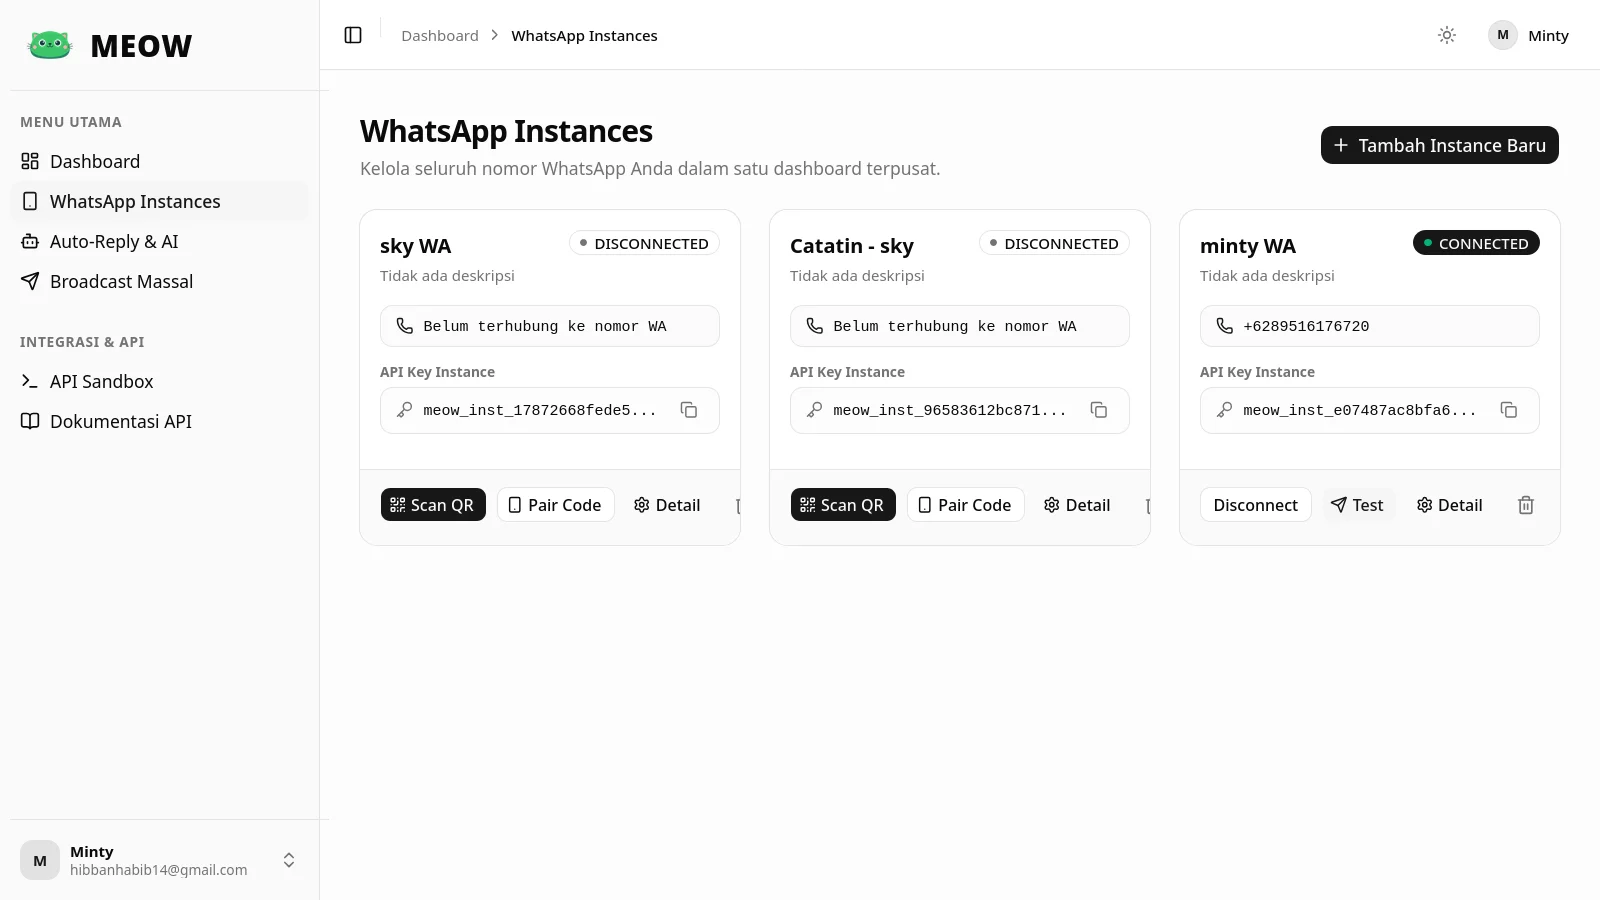 MEOW
MENU UTAMA
Dashboard
WhatsApp Instances
Auto-Reply & AI
Broadcast Massal
INTEGRASI & API
API Sandbox
Dokumentasi API
M
Minty
hibbanhabib14@gmail.com
Dashboard > WhatsApp Instances
M Minty
WhatsApp Instances
Kelola seluruh nomor WhatsApp Anda dalam satu dashboard terpusat.
+ Tambah Instance Baru
sky WA
DISCONNECTED
Tidak ada deskripsi
Belum terhubung ke nomor WA
API Key Instance
meow_inst_17872668fede5...
Scan QR
Pair Code
Detail
Catatin - sky
DISCONNECTED
Tidak ada deskripsi
Belum terhubung ke nomor WA
API Key Instance
meow_inst_96583612bc871...
Scan QR
Pair Code
Detail
minty WA
CONNECTED
Tidak ada deskripsi
+6289516176720
API Key Instance
meow_inst_e07487ac8bfa6...
Disconnect
Test
Detail